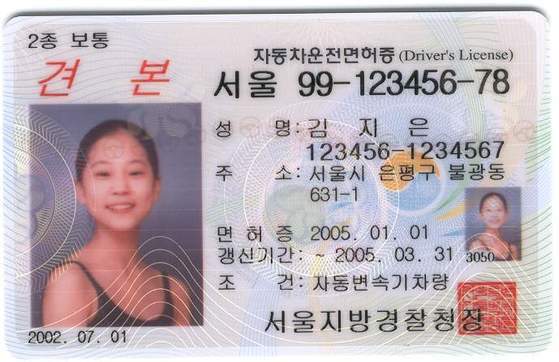 2종 보통
자동차운전면허증 (Driver's License)
견 본
서울 99-123456-78
성 명: 김 지 은
123456-1234567
주 소: 서울시 은평구 불광동
631-1
면 허 증 2005. 01. 01
갱신기간: ~ 2005. 03. 31
3050
조 건: 자동변속기차량
서울지방경찰청장
2002. 07. 01